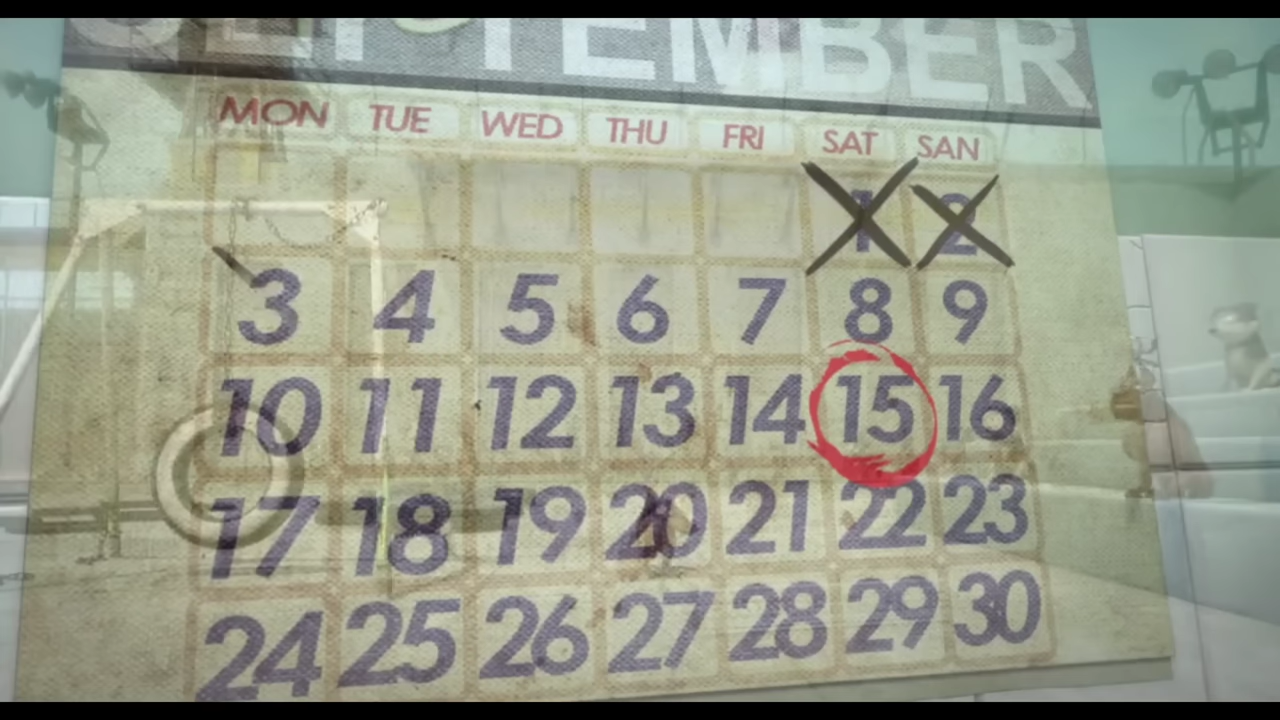 SEPTEMBER
MON TUE WED THU FRI SAT SAN
1 2
3 4 5 6 7 8 9
10 11 12 13 14 15 16
17 18 19 20 21 22 23
24 25 26 27 28 29 30